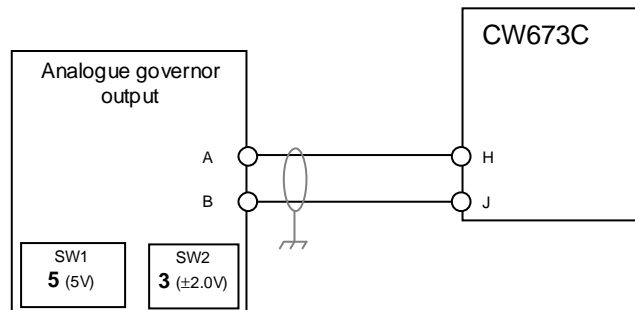 CW673C
Analogue governor
output
A
H
B
J
SW1
5 (5V)
SW2
3 (±2.0V)